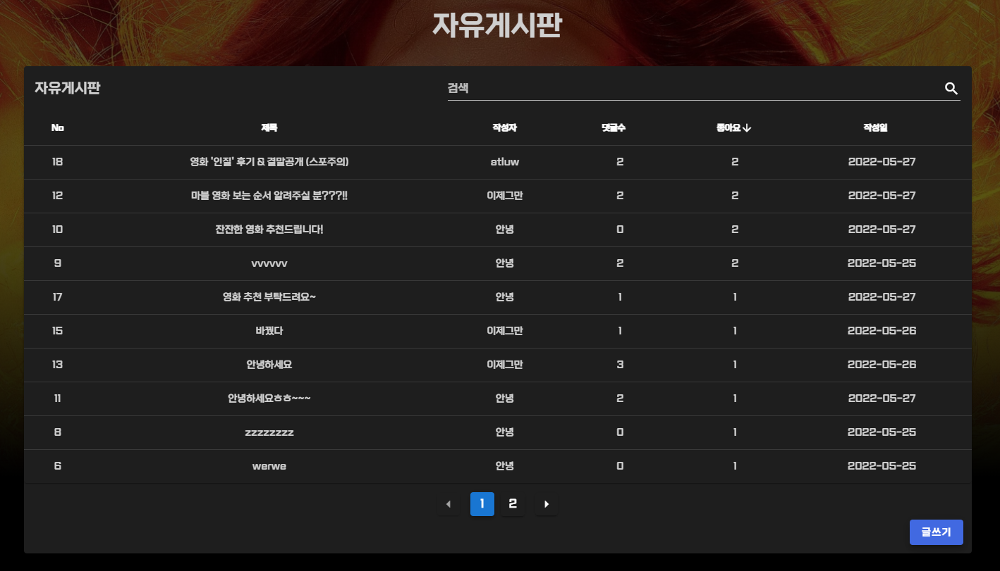 자유게시판
자유게시판 검색
No 제목 작성자 댓글수 좋아요↓ 작성일
18 영화 '인질' 후기 & 결말공개 (스포주의) atluw 2 2 2022-05-27
12 마블 영화 보는 순서 알려주실 분???!! 이제그만 2 2 2022-05-27
10 잔잔한 영화 추천드립니다! 안녕 0 2 2022-05-27
9 vvvvvv 안녕 2 2 2022-05-25
17 영화 추천 부탁드려요~ 안녕 1 1 2022-05-27
15 바꿨다 이제그만 1 1 2022-05-26
13 안녕하세요 이제그만 3 1 2022-05-26
11 안녕하세요ㅎㅎ~~~ 안녕 2 1 2022-05-27
8 zzzzzzzz 안녕 0 1 2022-05-25
6 werwe 안녕 0 1 2022-05-25
1 2
글쓰기